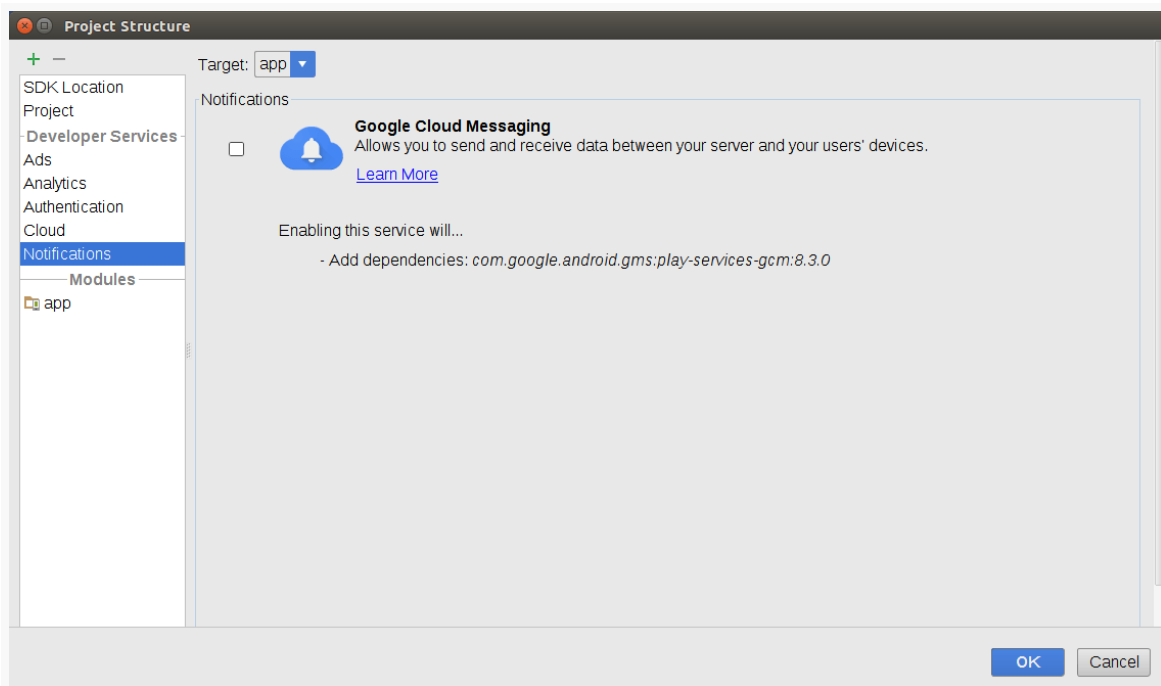 Project Structure
+ −
SDK Location
Project
Developer Services
Ads
Analytics
Authentication
Cloud
Notifications
Modules
app
Target: app
Notifications
Google Cloud Messaging
Allows you to send and receive data between your server and your users' devices.
Learn More
Enabling this service will...
- Add dependencies: com.google.android.gms:play-services-gcm:8.3.0
OK Cancel